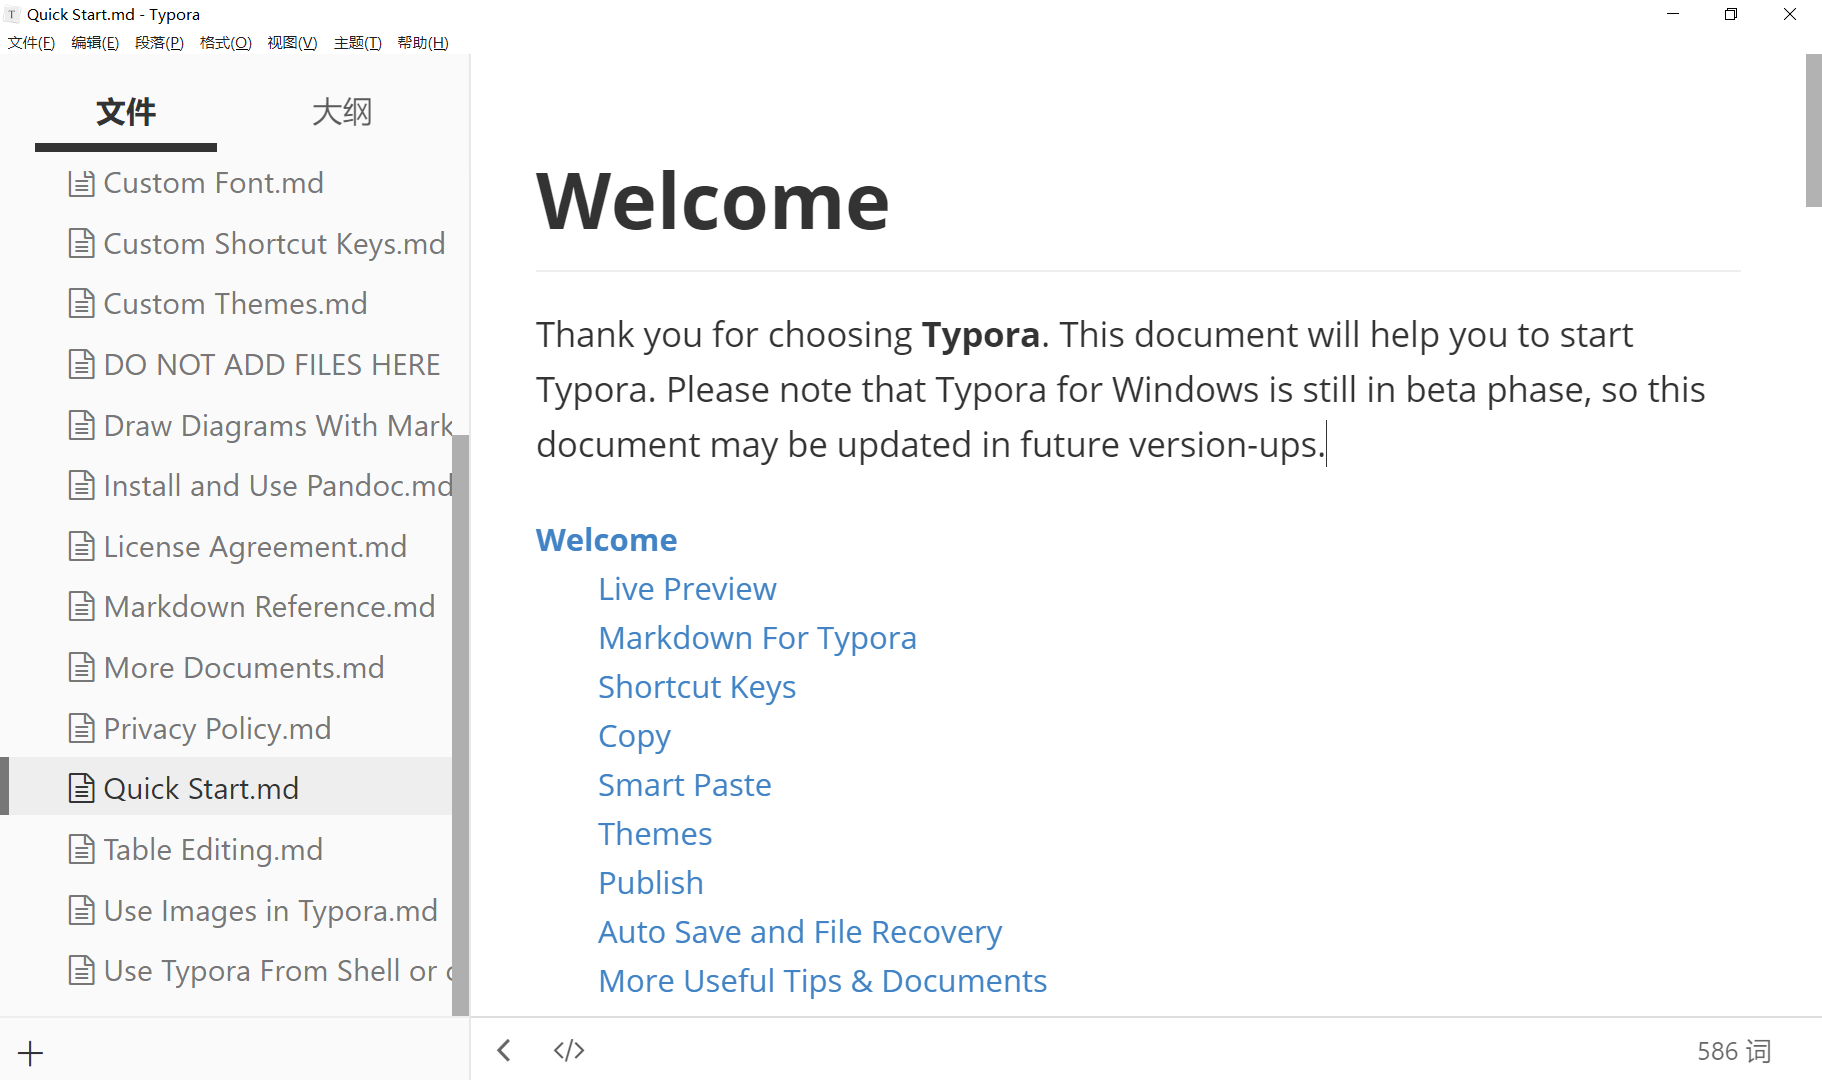 Quick Start.md - Typora
文件(F) 编辑(E) 段落(P) 格式(O) 视图(V) 主题(T) 帮助(H)
文件 大纲
Custom Font.md
Custom Shortcut Keys.md
Custom Themes.md
DO NOT ADD FILES HERE
Draw Diagrams With Mark
Install and Use Pandoc.md
License Agreement.md
Markdown Reference.md
More Documents.md
Privacy Policy.md
Quick Start.md
Table Editing.md
Use Images in Typora.md
Use Typora From Shell or
Welcome
Thank you for choosing Typora. This document will help you to start
Typora. Please note that Typora for Windows is still in beta phase, so this
document may be updated in future version-ups.
Welcome
Live Preview
Markdown For Typora
Shortcut Keys
Copy
Smart Paste
Themes
Publish
Auto Save and File Recovery
More Useful Tips & Documents
586 词